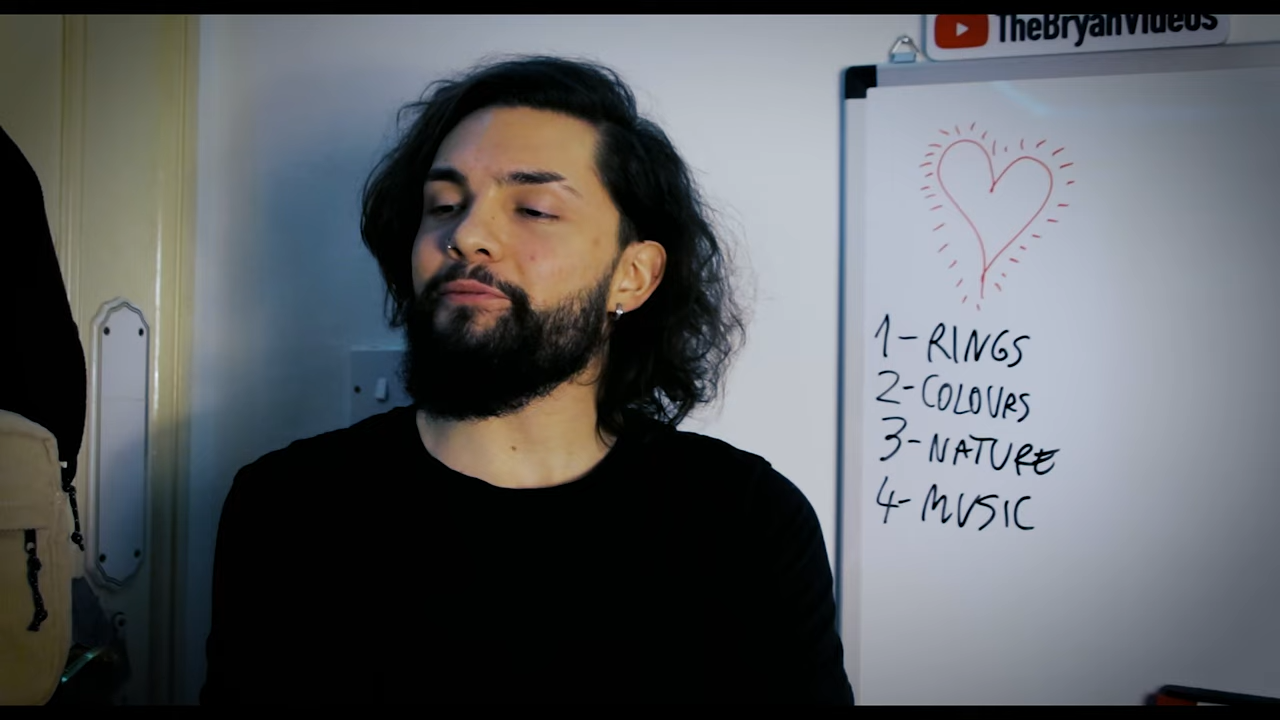 TheBryanVideos
1-RINGS
2-COLOURS
3-NATURE
4-MUSIC